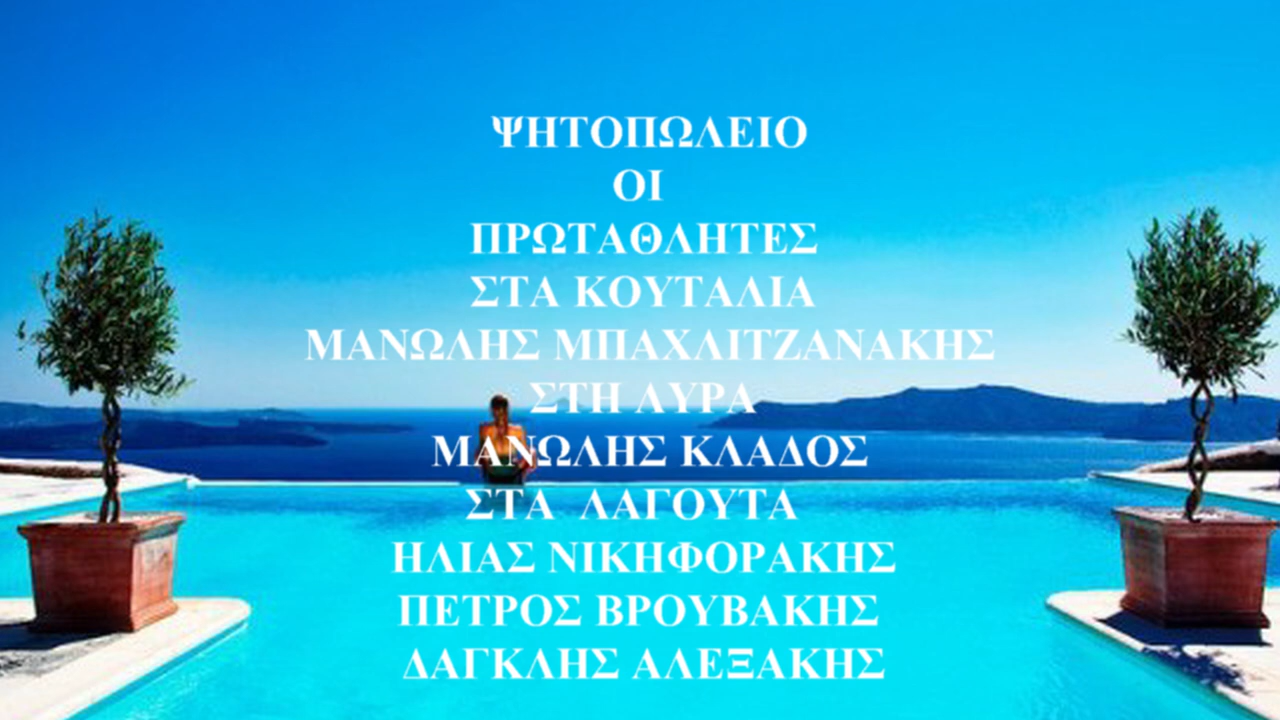 ΨΗΤΟΠΩΛΕΙΟ
ΟΙ
ΠΡΩΤΑΘΛΗΤΕΣ
ΣΤΑ ΚΟΥΤΑΛΙΑ
ΜΑΝΩΛΗΣ ΜΠΑΧΛΙΤΖΑΝΑΚΗΣ
ΣΤΗ ΛΥΡΑ
ΜΑΝΩΛΗΣ ΚΛΑΔΟΣ
ΣΤΑ ΛΑΓΟΥΤΑ
ΗΛΙΑΣ ΝΙΚΗΦΟΡΑΚΗΣ
ΠΕΤΡΟΣ ΒΡΟΥΒΑΚΗΣ
ΔΑΓΚΛΗΣ ΑΛΕΞΑΚΗΣ